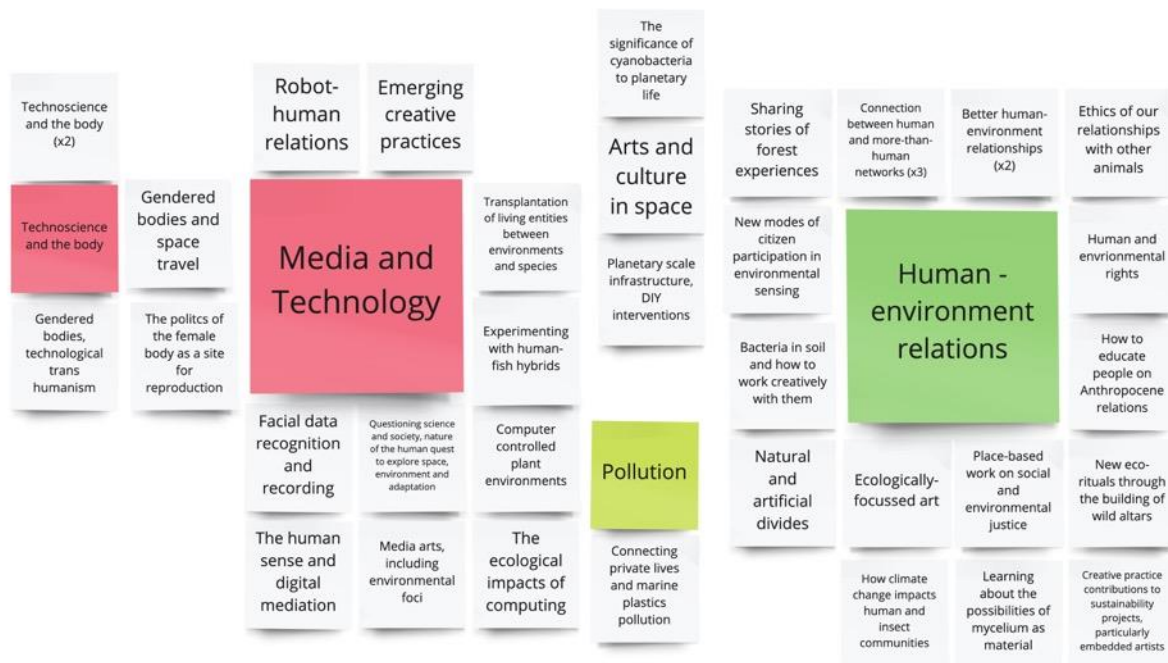 Technoscience
and the body
(x2)
Technoscience
and the body
Gendered
bodies and
space
travel
Gendered
bodies,
technological
trans
humanism
The politcs of
the female
body as a site
for
reproduction
Robot-
human
relations
Emerging
creative
practices
Media and
Technology
Transplantation
of living entities
between
environments
and species
Experimenting
with human-
fish hybrids
Facial data
recognition
and
recording
Questioning science
and society, nature
of the human quest
to explore space,
environment and
adaptation
Computer
controlled
plant
environments
The human
sense and
digital
mediation
Media arts,
including
environmental
foci
The
ecological
impacts of
computing
The
significance of
cyanobacteria
to planetary
life
Arts and
culture
in space
Planetary scale
infrastructure,
DIY
interventions
Pollution
Connecting
private lives
and marine
plastics
pollution
Sharing
stories of
forest
experiences
Connection
between human
and more-than-
human
networks (x3)
Better human-
environment
relationships
(x2)
Ethics of our
relationships
with other
animals
New modes of
citizen
participation in
environmental
sensing
Human -
environment
relations
Human and
envrionmental
rights
Bacteria in soil
and how to
work creatively
with them
How to
educate
people on
Anthropocene
relations
Natural
and
artificial
divides
Ecologically-
focussed art
Place-based
work on social
and
environmental
justice
New eco-
rituals through
the building of
wild altars
How climate
change impacts
human and
insect
communities
Learning
about the
possibilities of
mycelium as
material
Creative practice
contributions to
sustainability
projects,
particularly
embedded artists